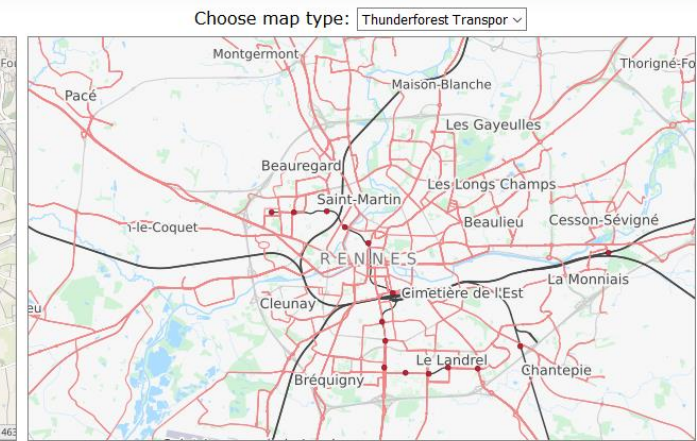 Choose map type: Thunderforest Transpor
Montgermont
Thorigné-Fo
Maison-Blanche
Pacé
Les Gayeulles
Beauregard
Les Longs Champs
Saint-Martin
Beaulieu
Cesson-Sévigné
n-le-Coquet
RENNES
La Monniais
Cimetière de l'Est
Cleunay
Le Landrel
Chantepie
Bréquigny
463